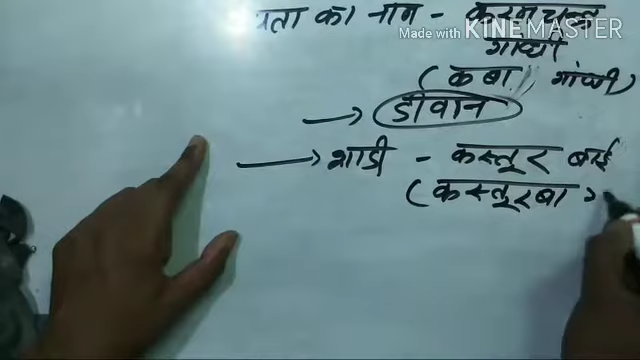 पिता का नाम - करमचन्द
गांधी
(कबा गांधी)
→ दीवान
→ शादी - कस्तूर बाई
(कस्तूरबा)
Made with KINEMASTER